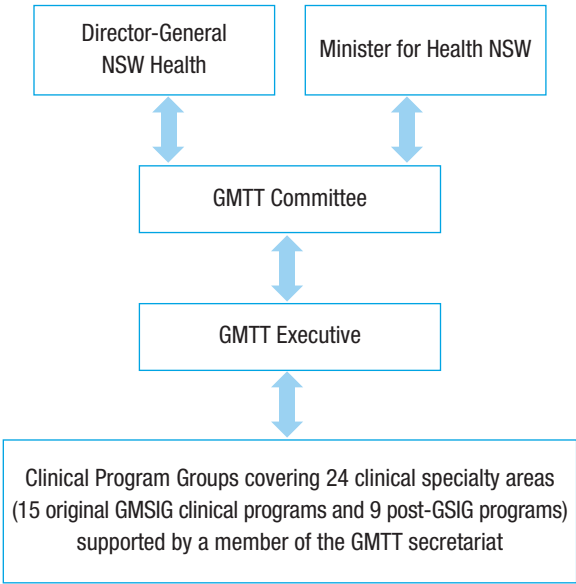 Director-General
NSW Health
Minister for Health NSW
GMTT Committee
GMTT Executive
Clinical Program Groups covering 24 clinical specialty areas
(15 original GMSIG clinical programs and 9 post-GSIG programs)
supported by a member of the GMTT secretariat